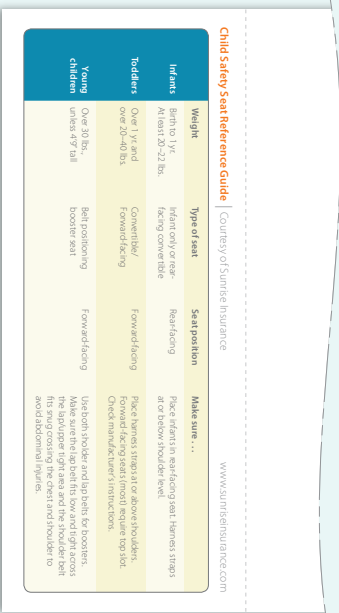 Child Safety Seat Reference Guide | Courtesy of Sunrise Insurance
www.sunriseinsurance.com
Weight
Type of seat
Seat position
Make sure . . .
Infants
Birth to 1 yr.
At least 20–22 lbs.
Infant only or rear-
facing convertible
Rear-facing
Place infants in rear-facing seat. Harness straps
at or below shoulder level.
Toddlers
Over 1 yr. and
over 20–40 lbs.
Convertible/
Forward-facing
Forward-facing
Place harness straps at or above shoulders.
Forward-facing seats (most) require top slot.
Check manufacturer's instructions.
Young
children
Over 30 lbs.,
unless 4'9" tall
Belt positioning
booster seat
Forward-facing
Use both shoulder and lap belts for boosters.
Make sure the lap belt fits low and tight across
the lap/upper tight area and the shoulder belt
fits snug crossing the chest and shoulder to
avoid abdominal injuries.